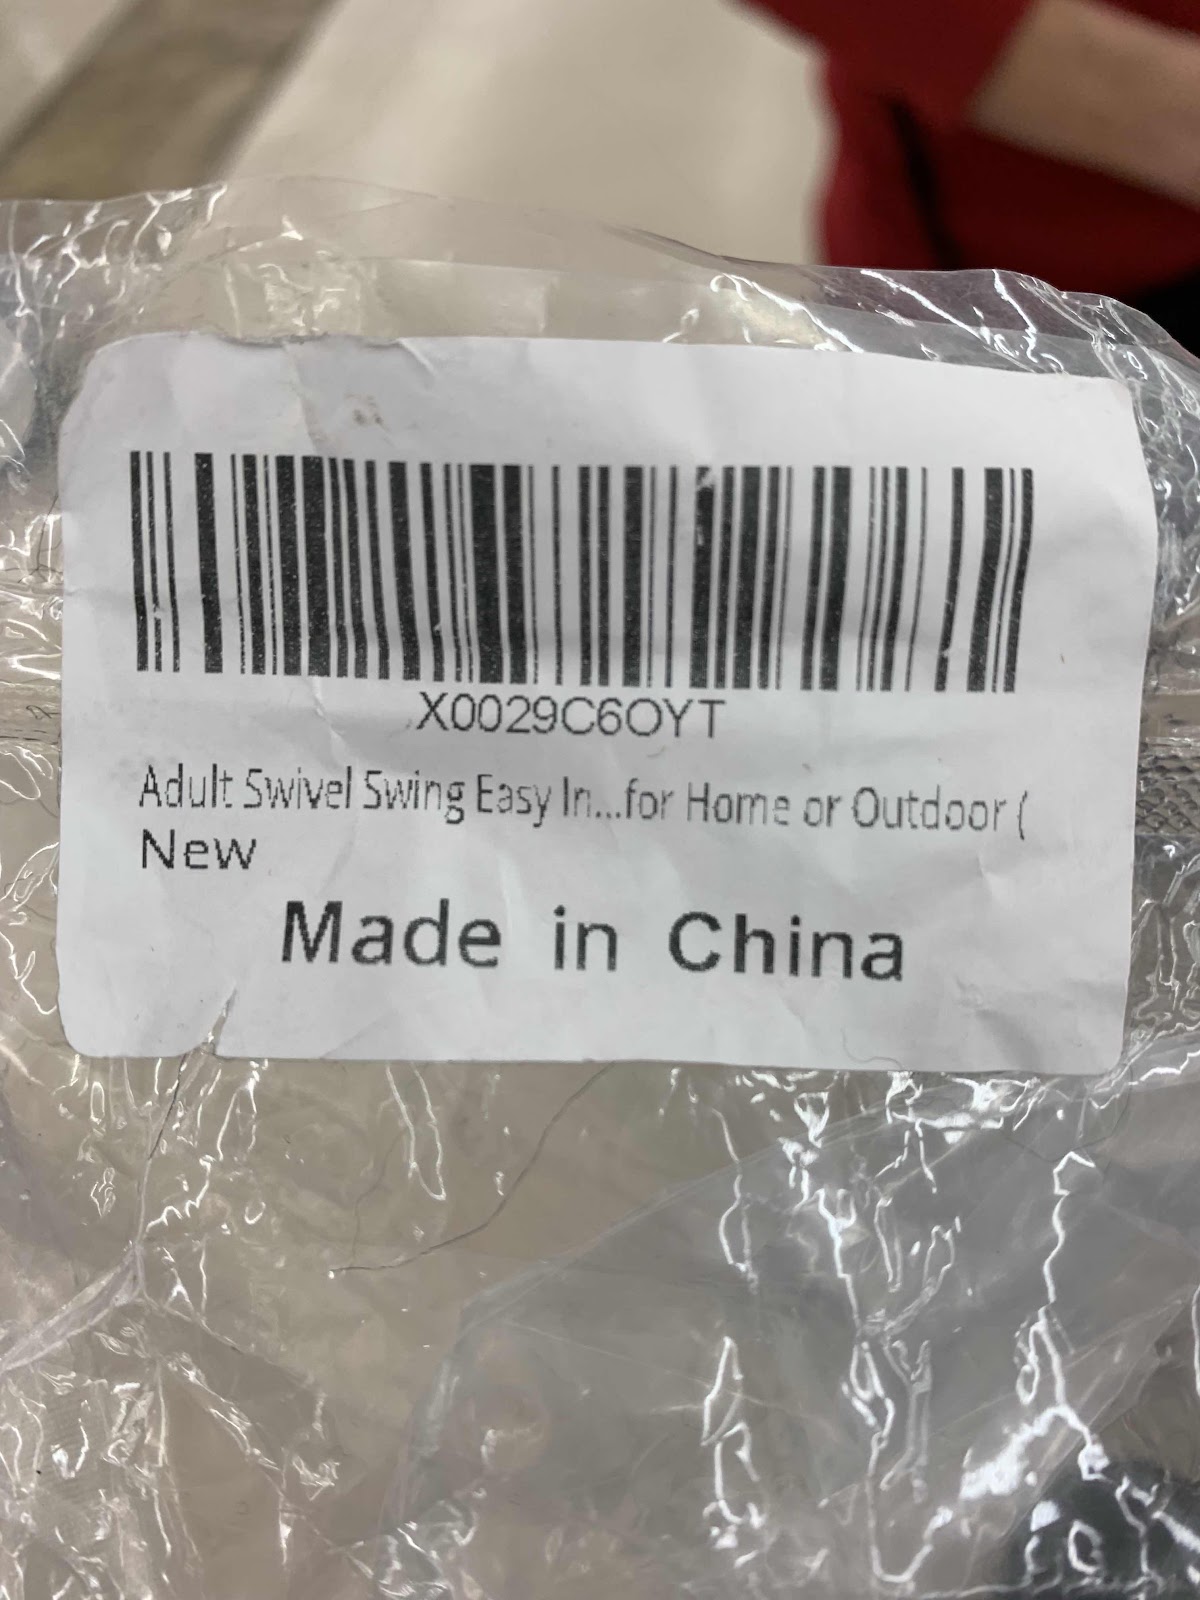 X0029C6OYT
Adult Swivel Swing Easy In...for Home or Outdoor (
New
Made in China